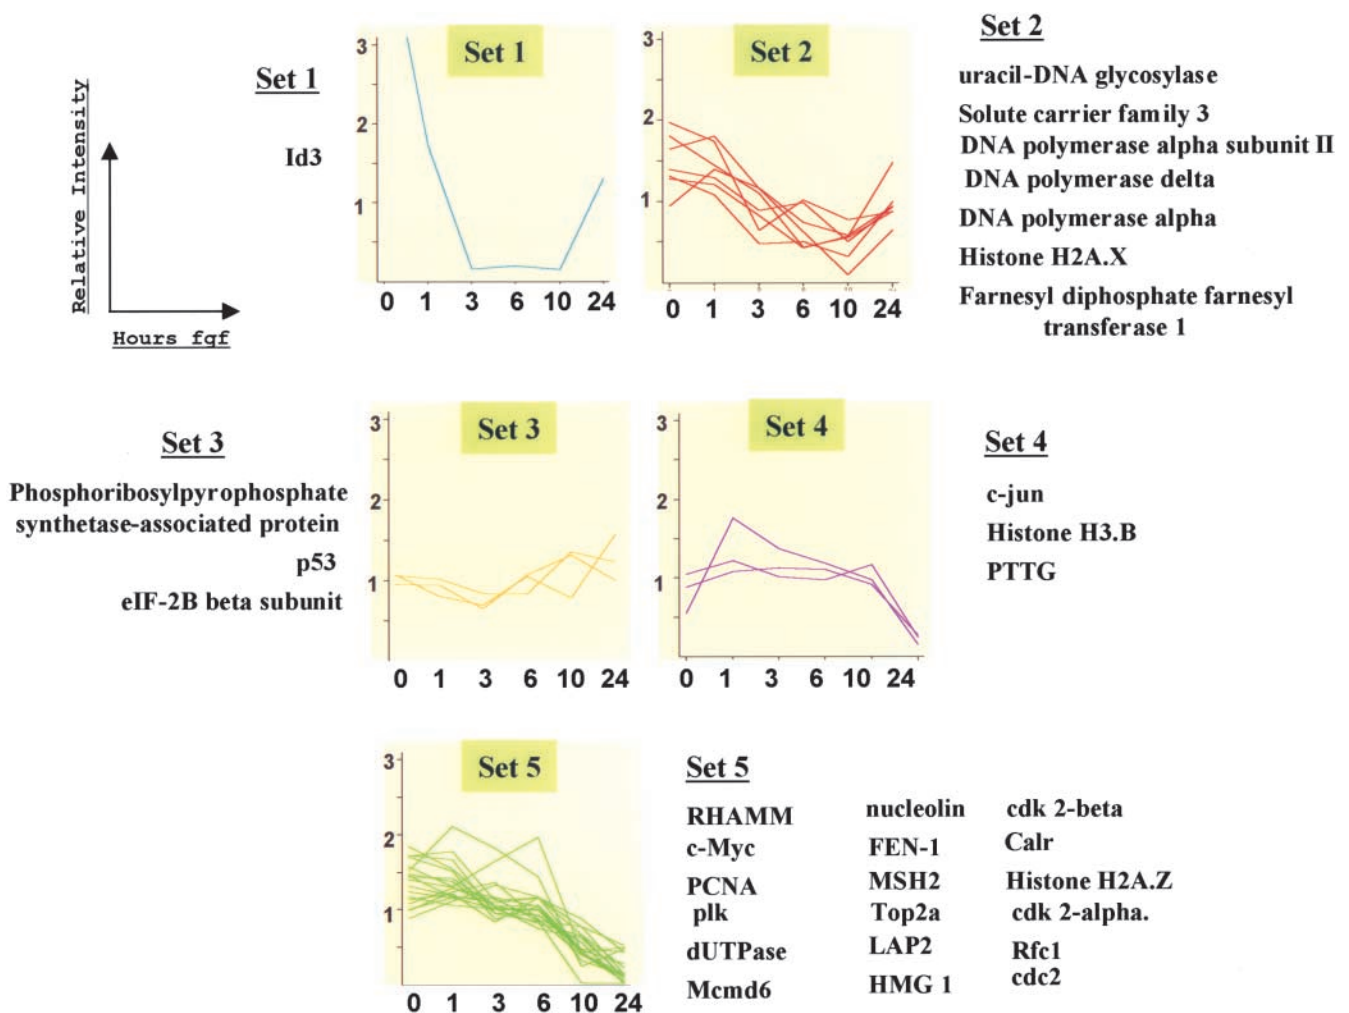 Relative Intensity
Hours fgf
Set 1
Id3
Set 1
3
2
1
0 1 3 6 10 24
Set 2
3
2
1
0 1 3 6 10 24
Set 2
uracil-DNA glycosylase
Solute carrier family 3
DNA polymerase alpha subunit II
DNA polymerase delta
DNA polymerase alpha
Histone H2A.X
Farnesyl diphosphate farnesyl
transferase 1
Set 3
Phosphoribosylpyrophosphate
synthetase-associated protein
p53
eIF-2B beta subunit
Set 3
3
2
1
0 1 3 6 10 24
Set 4
3
2
1
0 1 3 6 10 24
Set 4
c-jun
Histone H3.B
PTTG
Set 5
3
2
1
0 1 3 6 10 24
Set 5
RHAMM
c-Myc
PCNA
plk
dUTPase
Mcmd6
nucleolin
FEN-1
MSH2
Top2a
LAP2
HMG 1
cdk 2-beta
Calr
Histone H2A.Z
cdk 2-alpha.
Rfc1
cdc2